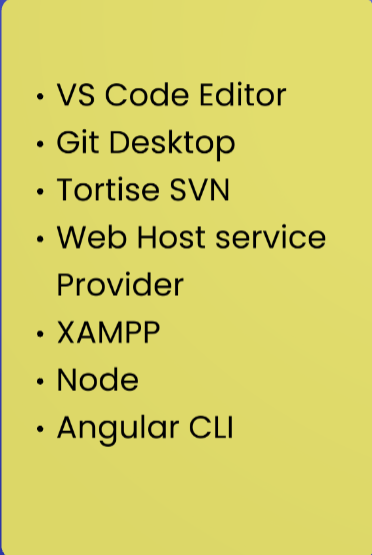 • VS Code Editor
• Git Desktop
• Tortise SVN
• Web Host service
Provider
• XAMPP
• Node
• Angular CLI